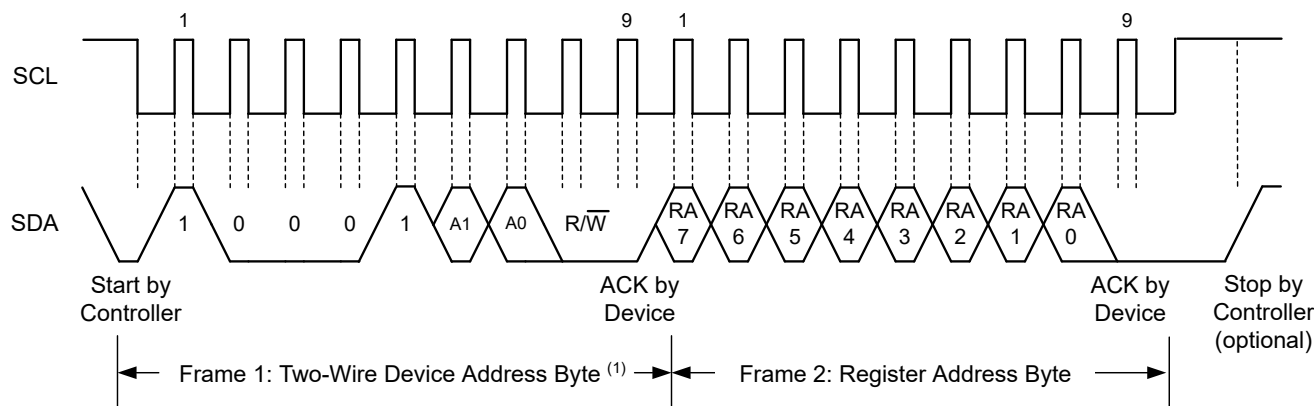 1 9 1 9
SCL
SDA
1 0 0 0 1 A1 A0 R/W̅ RA RA RA RA RA RA RA RA
7 6 5 4 3 2 1 0
Start by ACK by ACK by Stop by
Controller Device Device Controller
(optional)
Frame 1: Two-Wire Device Address Byte (1) Frame 2: Register Address Byte